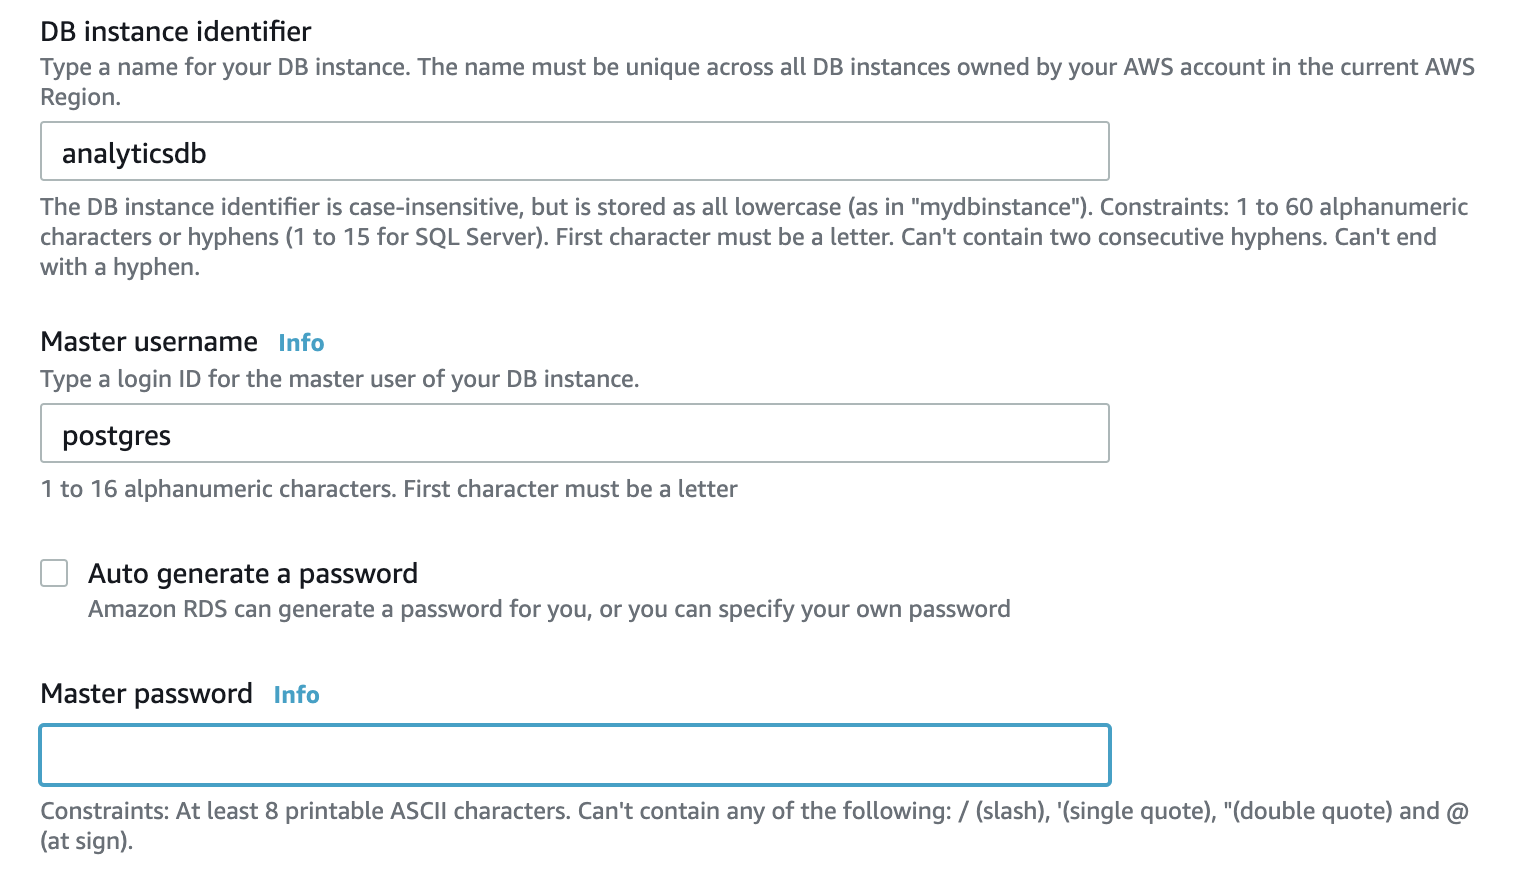 DB instance identifier
Type a name for your DB instance. The name must be unique across all DB instances owned by your AWS account in the current AWS
Region.
analyticsdb
The DB instance identifier is case-insensitive, but is stored as all lowercase (as in "mydbinstance"). Constraints: 1 to 60 alphanumeric
characters or hyphens (1 to 15 for SQL Server). First character must be a letter. Can't contain two consecutive hyphens. Can't end
with a hyphen.
Master username Info
Type a login ID for the master user of your DB instance.
postgres
1 to 16 alphanumeric characters. First character must be a letter
Auto generate a password
Amazon RDS can generate a password for you, or you can specify your own password
Master password Info
Constraints: At least 8 printable ASCII characters. Can't contain any of the following: / (slash), '(single quote), "(double quote) and @
(at sign).